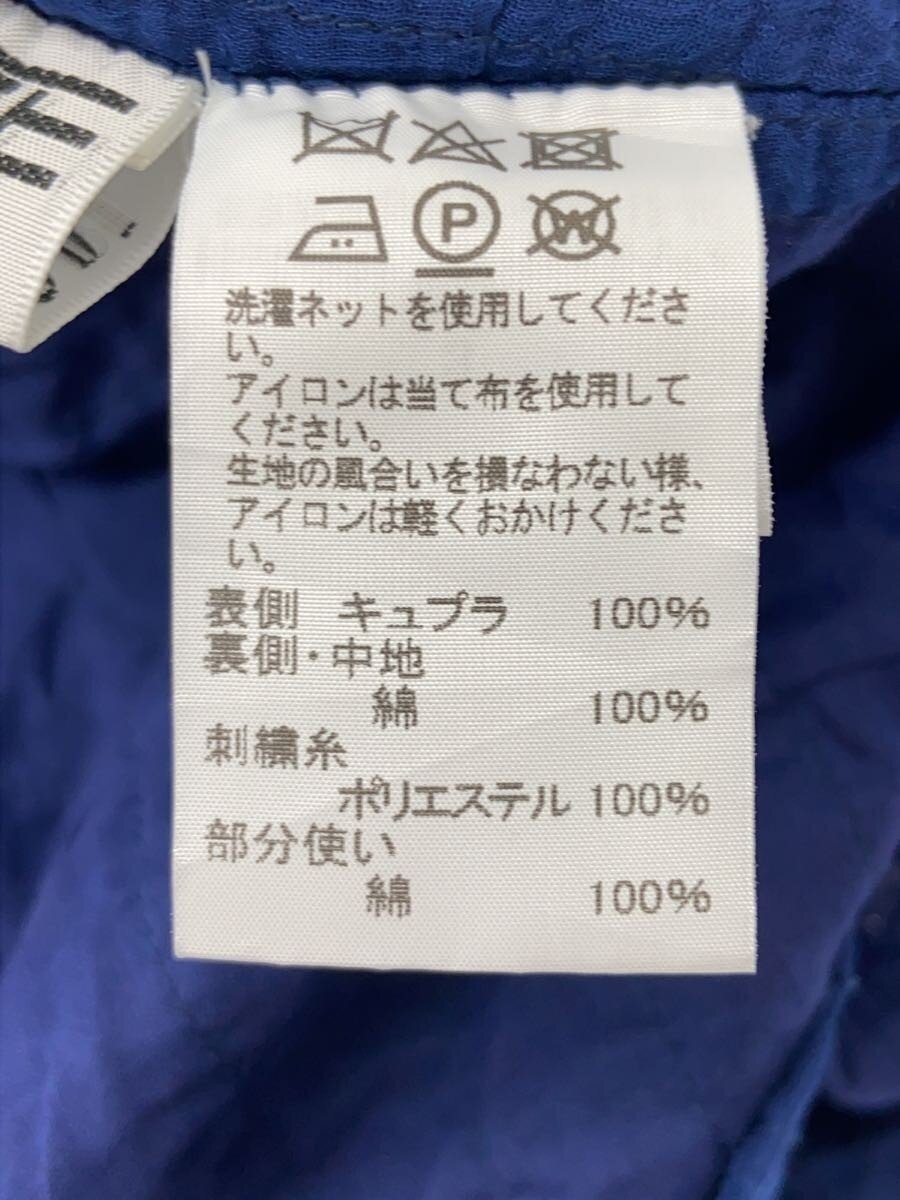 P
W
洗濯ネットを使用してくださ
い。
アイロンは当て布を使用して
ください。
生地の風合いを損なわない様、
アイロンは軽くおかけくださ
い。
表側 キュプラ 100%
裏側・中地
綿 100%
刺繍糸
ポリエステル 100%
部分使い
綿 100%